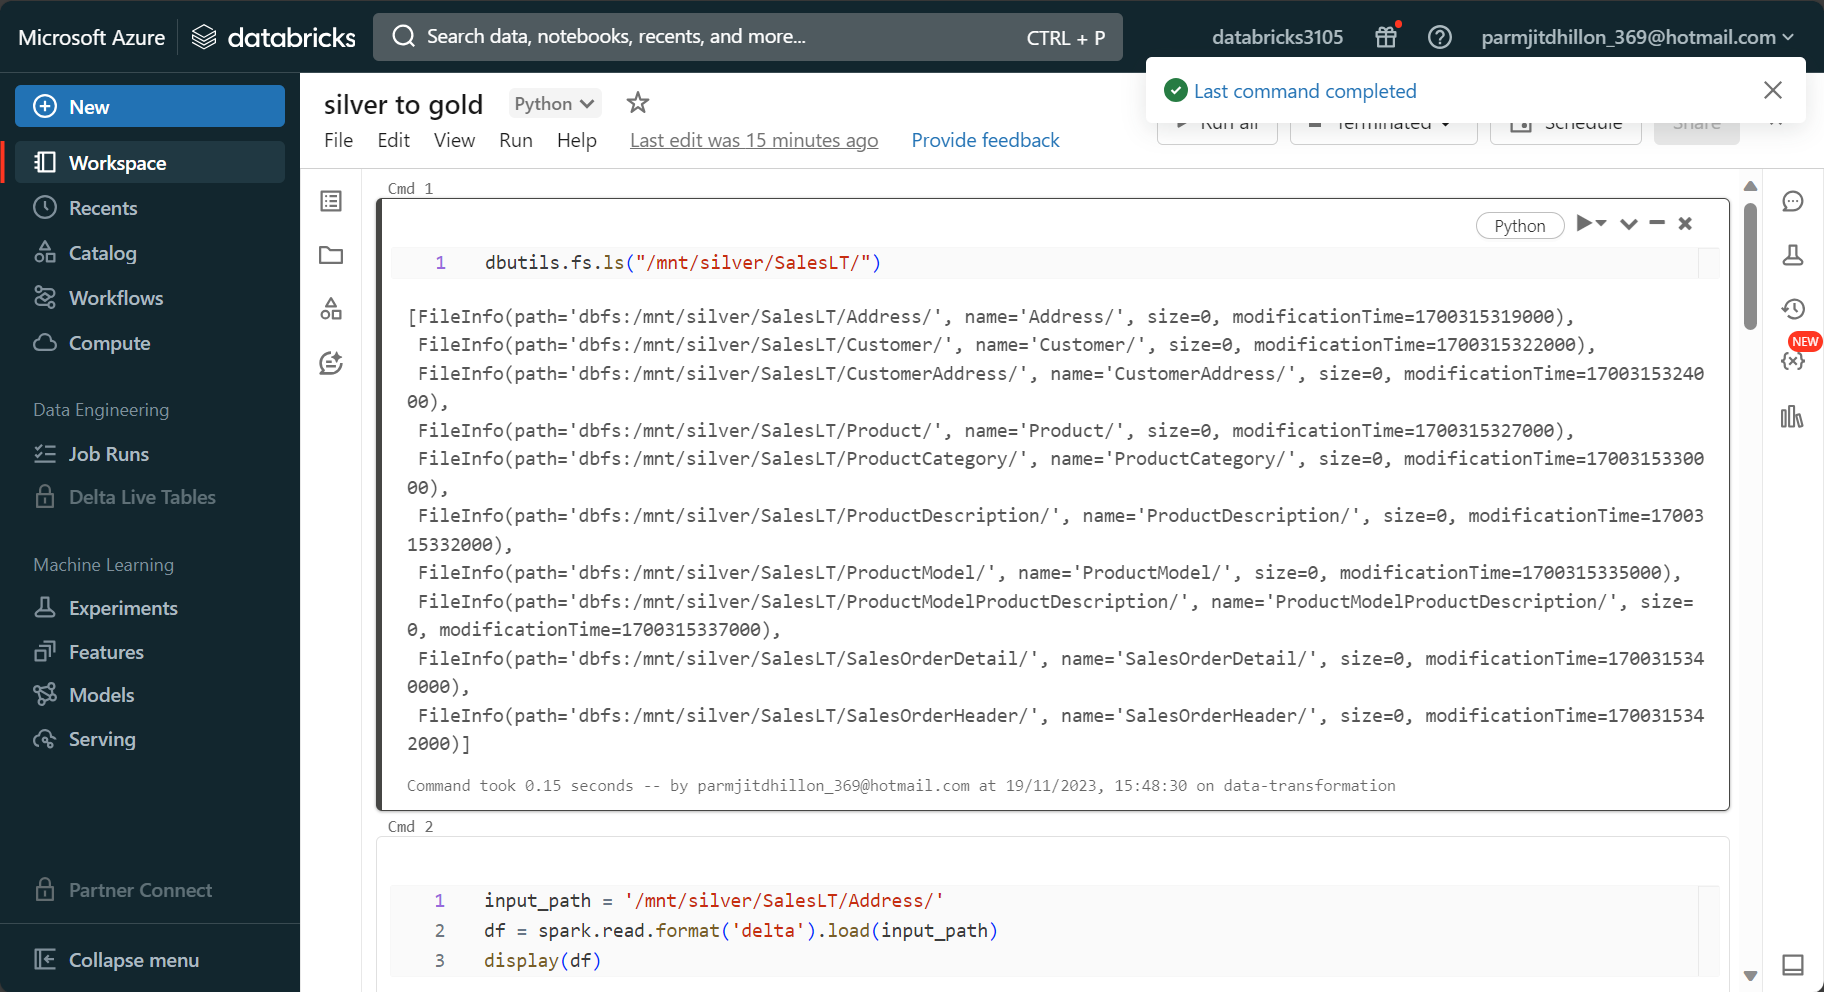 Microsoft Azure databricks Search data, notebooks, recents, and more... CTRL + P databricks3105 parmjitdhillon_369@hotmail.com
Last command completed
New
Workspace
Recents
Catalog
Workflows
Compute
Data Engineering
Job Runs
Delta Live Tables
Machine Learning
Experiments
Features
Models
Serving
Partner Connect
Collapse menu
silver to gold Python
File Edit View Run Help Last edit was 15 minutes ago Provide feedback
Run all Terminated Schedule Share
NEW
Cmd 1
Python
1 dbutils.fs.ls("/mnt/silver/SalesLT/")
[FileInfo(path='dbfs:/mnt/silver/SalesLT/Address/', name='Address/', size=0, modificationTime=1700315319000),
FileInfo(path='dbfs:/mnt/silver/SalesLT/Customer/', name='Customer/', size=0, modificationTime=1700315322000),
FileInfo(path='dbfs:/mnt/silver/SalesLT/CustomerAddress/', name='CustomerAddress/', size=0, modificationTime=17003153240
00),
FileInfo(path='dbfs:/mnt/silver/SalesLT/Product/', name='Product/', size=0, modificationTime=1700315327000),
FileInfo(path='dbfs:/mnt/silver/SalesLT/ProductCategory/', name='ProductCategory/', size=0, modificationTime=17003153300
00),
FileInfo(path='dbfs:/mnt/silver/SalesLT/ProductDescription/', name='ProductDescription/', size=0, modificationTime=17003
15332000),
FileInfo(path='dbfs:/mnt/silver/SalesLT/ProductModel/', name='ProductModel/', size=0, modificationTime=1700315335000),
FileInfo(path='dbfs:/mnt/silver/SalesLT/ProductModelProductDescription/', name='ProductModelProductDescription/', size=
0, modificationTime=1700315337000),
FileInfo(path='dbfs:/mnt/silver/SalesLT/SalesOrderDetail/', name='SalesOrderDetail/', size=0, modificationTime=170031534
0000),
FileInfo(path='dbfs:/mnt/silver/SalesLT/SalesOrderHeader/', name='SalesOrderHeader/', size=0, modificationTime=170031534
2000)]
Command took 0.15 seconds -- by parmjitdhillon_369@hotmail.com at 19/11/2023, 15:48:30 on data-transformation
Cmd 2
1 input_path = '/mnt/silver/SalesLT/Address/'
2 df = spark.read.format('delta').load(input_path)
3 display(df)